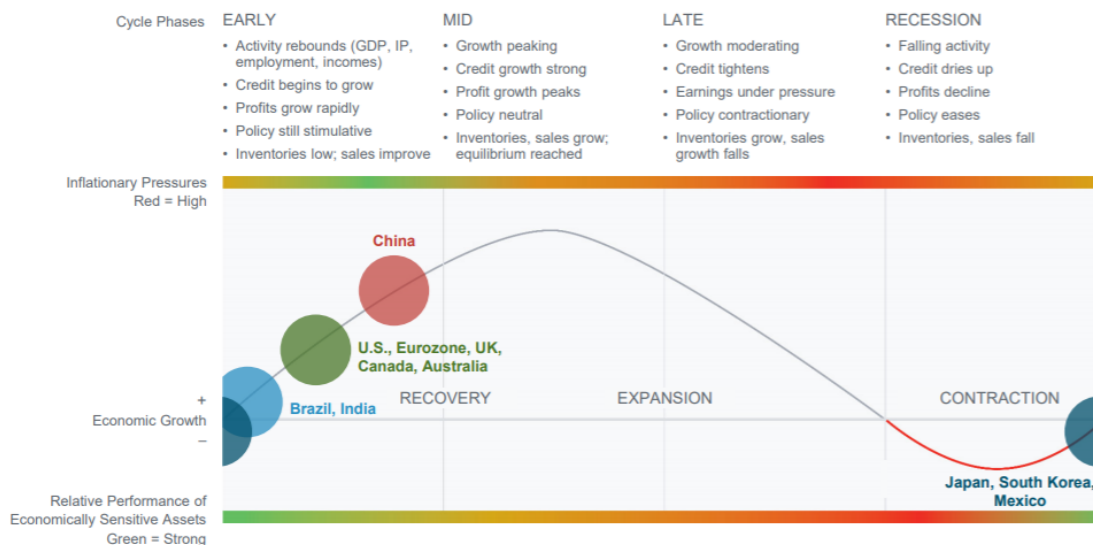 Cycle Phases
EARLY
• Activity rebounds (GDP, IP,
employment, incomes)
• Credit begins to grow
• Profits grow rapidly
• Policy still stimulative
• Inventories low; sales improve
MID
• Growth peaking
• Credit growth strong
• Profit growth peaks
• Policy neutral
• Inventories, sales grow;
equilibrium reached
LATE
• Growth moderating
• Credit tightens
• Earnings under pressure
• Policy contractionary
• Inventories grow, sales
growth falls
RECESSION
• Falling activity
• Credit dries up
• Profits decline
• Policy eases
• Inventories, sales fall
Inflationary Pressures
Red = High
China
U.S., Eurozone, UK,
Canada, Australia
Brazil, India
RECOVERY
EXPANSION
CONTRACTION
+
Economic Growth
–
Japan, South Korea,
Mexico
Relative Performance of
Economically Sensitive Assets
Green = Strong